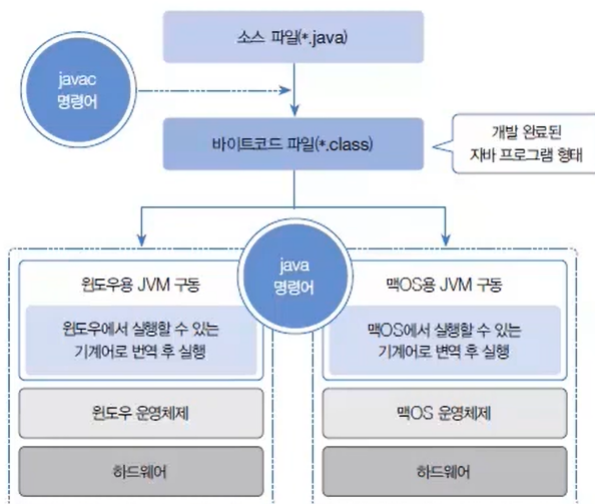 소스 파일(*.java)
javac
명령어
바이트코드 파일(*.class)
개발 완료된
자바 프로그램 형태
java
명령어
윈도우용 JVM 구동
윈도우에서 실행할 수 있는
기계어로 번역 후 실행
윈도우 운영체제
하드웨어
맥OS용 JVM 구동
맥OS에서 실행할 수 있는
기계어로 변역 후 실행
맥OS 운영체제
하드웨어